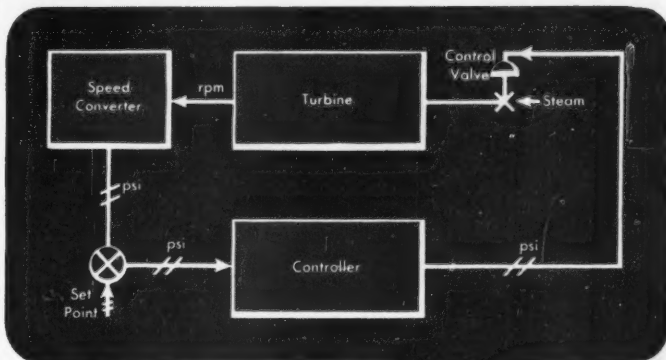 Control
Valve
Speed
Converter
rpm
Turbine
Steam
psi
psi
Controller
psi
Set
Point